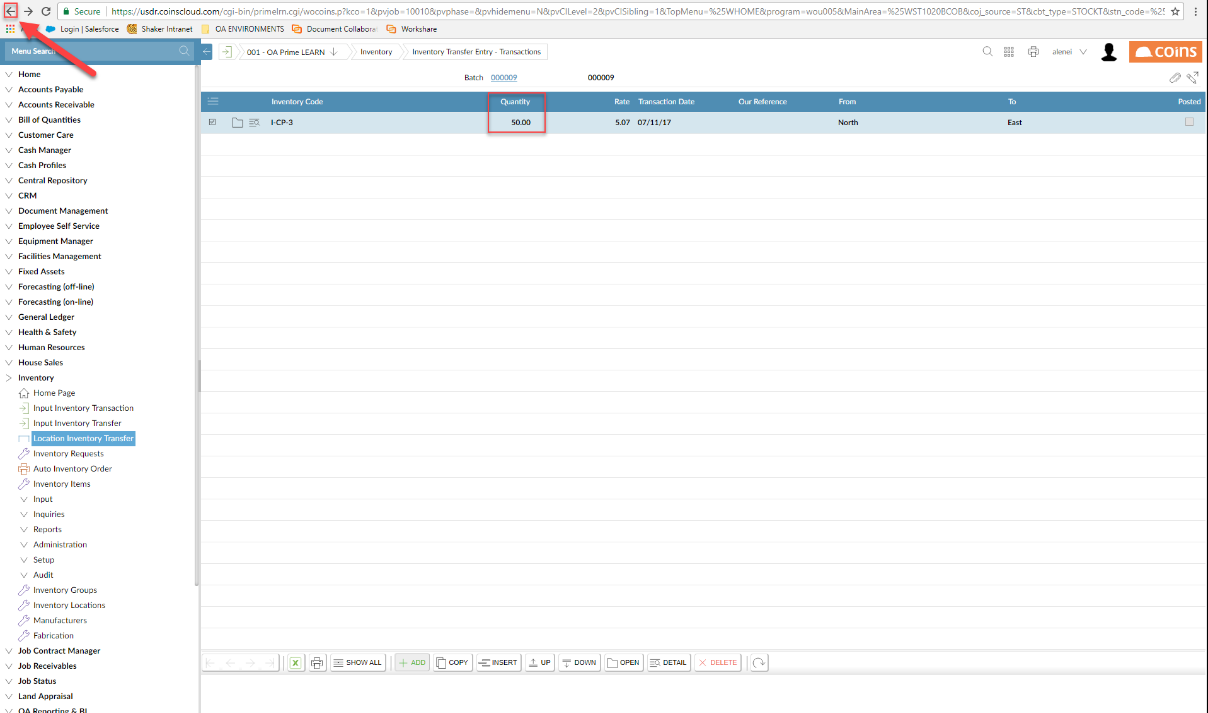 Secure https://usdr.coinscloud.com/cgi-bin/primelrn.cgi/wocoins.p?kco=1&pvjob=10010&pvphase=&pvhidemenu=N&pvCiLevel=2&pvCISibling=1&TopMenu=%25WHOME&program=wou005&MainArea=%25WST1020BCOB&coj_source=ST&cbt_type=STOCKT&stn_code=%25
Login | Salesforce Shaker Intranet OA ENVIRONMENTS Document Collabora Workshare
Menu Search 001 - OA Prime LEARN Inventory Inventory Transfer Entry - Transactions alenei coins
Batch 000009 000009
Inventory Code Quantity Rate Transaction Date Our Reference From To Posted
I-CP-3 50.00 5.07 07/11/17 North East
Home
Accounts Payable
Accounts Receivable
Bill of Quantities
Customer Care
Cash Manager
Cash Profiles
Central Repository
CRM
Document Management
Employee Self Service
Equipment Manager
Facilities Management
Fixed Assets
Forecasting (off-line)
Forecasting (on-line)
General Ledger
Health & Safety
Human Resources
House Sales
Inventory
Home Page
Input Inventory Transaction
Input Inventory Transfer
Location Inventory Transfer
Inventory Requests
Auto Inventory Order
Inventory Items
Input
Inquiries
Reports
Administration
Setup
Audit
Inventory Groups
Inventory Locations
Manufacturers
Fabrication
Job Contract Manager
Job Receivables
Job Status
Land Appraisal
OA Reporting & BI
SHOW ALL ADD COPY INSERT UP DOWN OPEN DETAIL DELETE